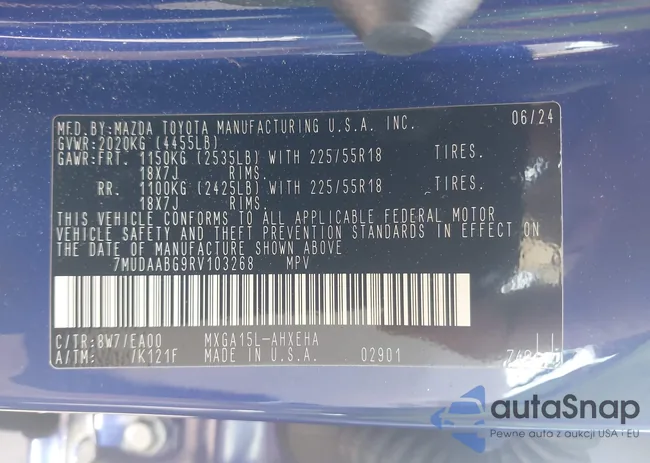 MFD.BY:MAZDA TOYOTA MANUFACTURING U.S.A. INC. 06/24
GVWR:2020KG (4455LB)
GAWR:FRT. 1150KG (2535LB) WITH 225/55R18 TIRES.
18X7J RIMS.
RR. 1100KG (2425LB) WITH 225/55R18 TIRES.
18X7J RIMS.
THIS VEHICLE CONFORMS TO ALL APPLICABLE FEDERAL MOTOR
VEHICLE SAFETY AND THEFT PREVENTION STANDARDS IN EFFECT ON
THE DATE OF MANUFACTURE SHOWN ABOVE
7MUDAABG9RV103268 MPV
C/TR:8W7/EA00 MXGA15L-AHXEHA
A/TM: /K121F MADE IN U.S.A. 02901
autoSnap
Pewne auta z aukcji USA i EU